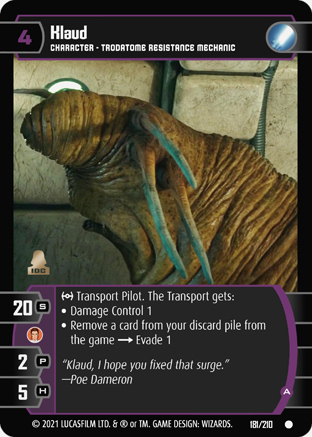 4
Klaud
CHARACTER - TRODATOME RESISTANCE MECHANIC
IDC
20 S
Transport Pilot. The Transport gets:
• Damage Control 1
• Remove a card from your discard pile from
the game → Evade 1
2 P
"Klaud, I hope you fixed that surge."
—Poe Dameron
5 H
A
© 2021 LUCASFILM LTD. & ® or TM. GAME DESIGN: WIZARDS.
181/210